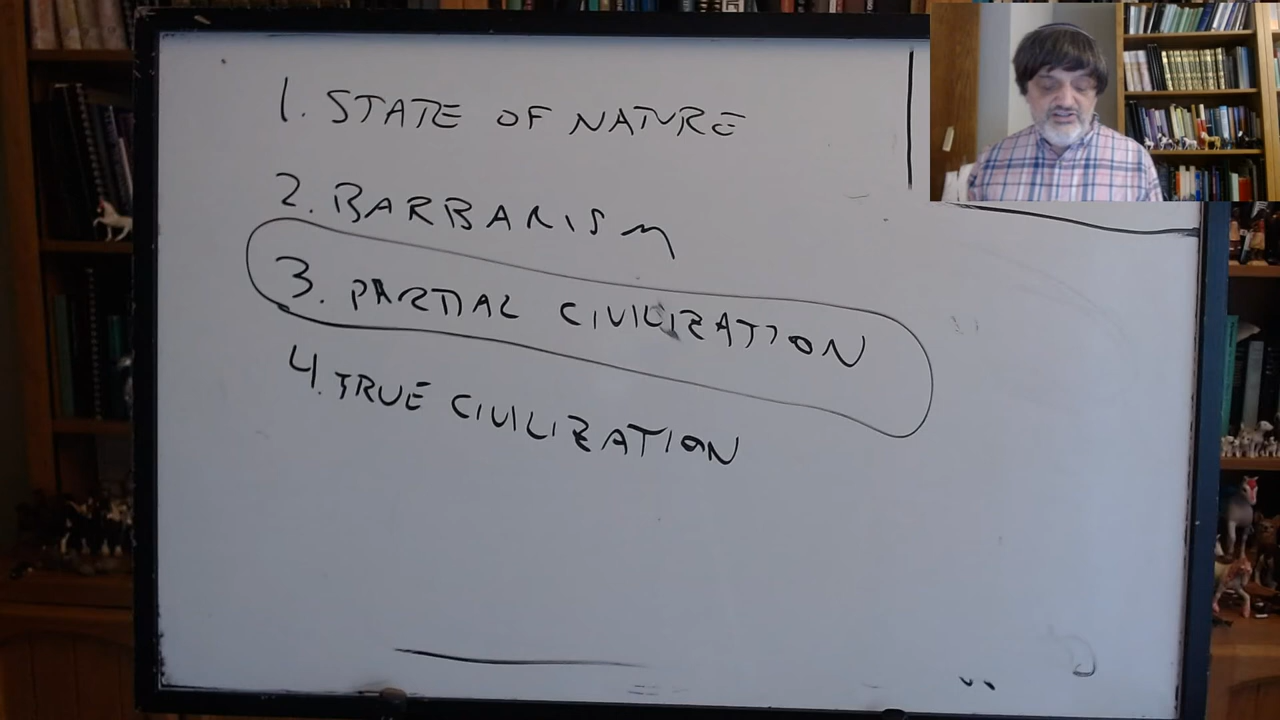 1. STATE OF NATURE
2. BARBARISM
3. PARTIAL CIVILIZATION
4. TRUE CIVILIZATION